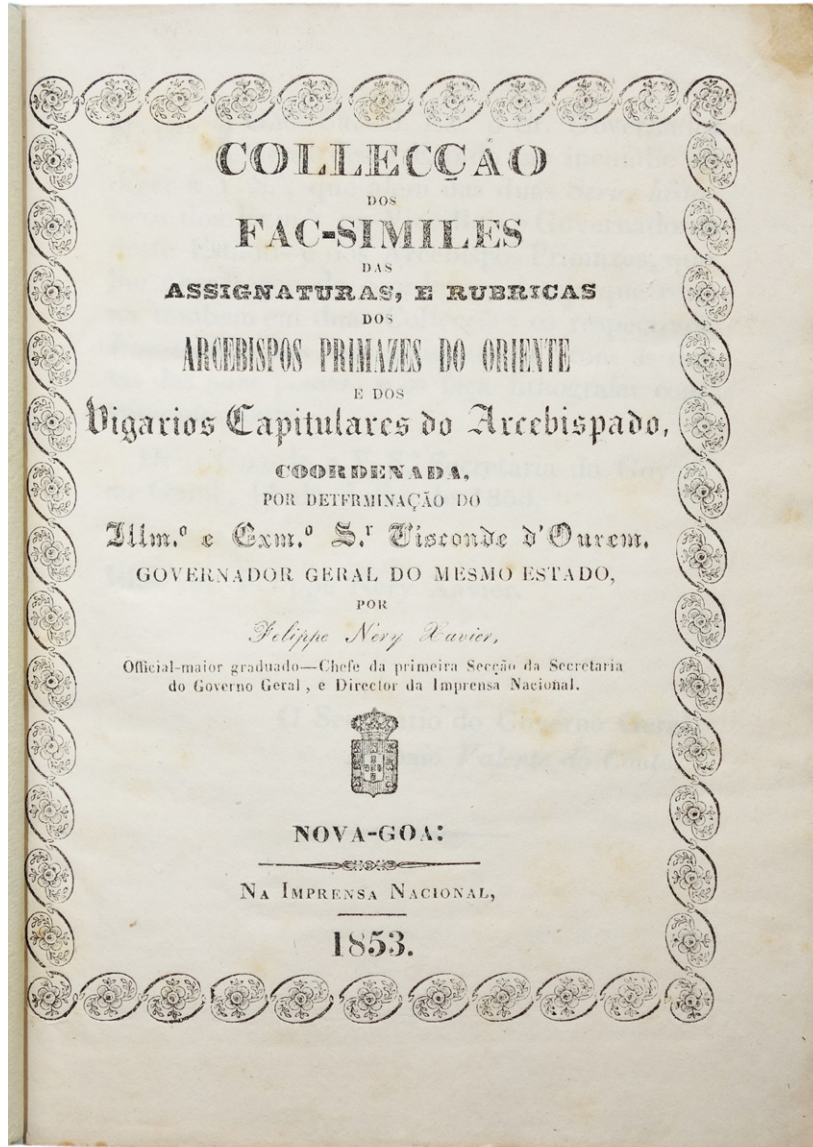 COLLECÇÃO
DOS
FAC-SIMILES
DAS
ASSIGNATURAS, E RUBRICAS
DOS
ARCEBISPOS PRIMAZES DO ORIENTE
E DOS
Vigarios Capitulares do Arcebispado,
COORDENADA,
POR DETERMINAÇÃO DO
Illm.º e Exm.º S.r Visconde d'Ourem.
GOVERNADOR GERAL DO MESMO ESTADO,
POR
Felippe Nery Xavier,
Official-maior graduado—Chefe da primeira Secção da Secretaria
do Governo Geral, e Director da Imprensa Nacional.
NOVA-GOA:
NA IMPRENSA NACIONAL,
1853.